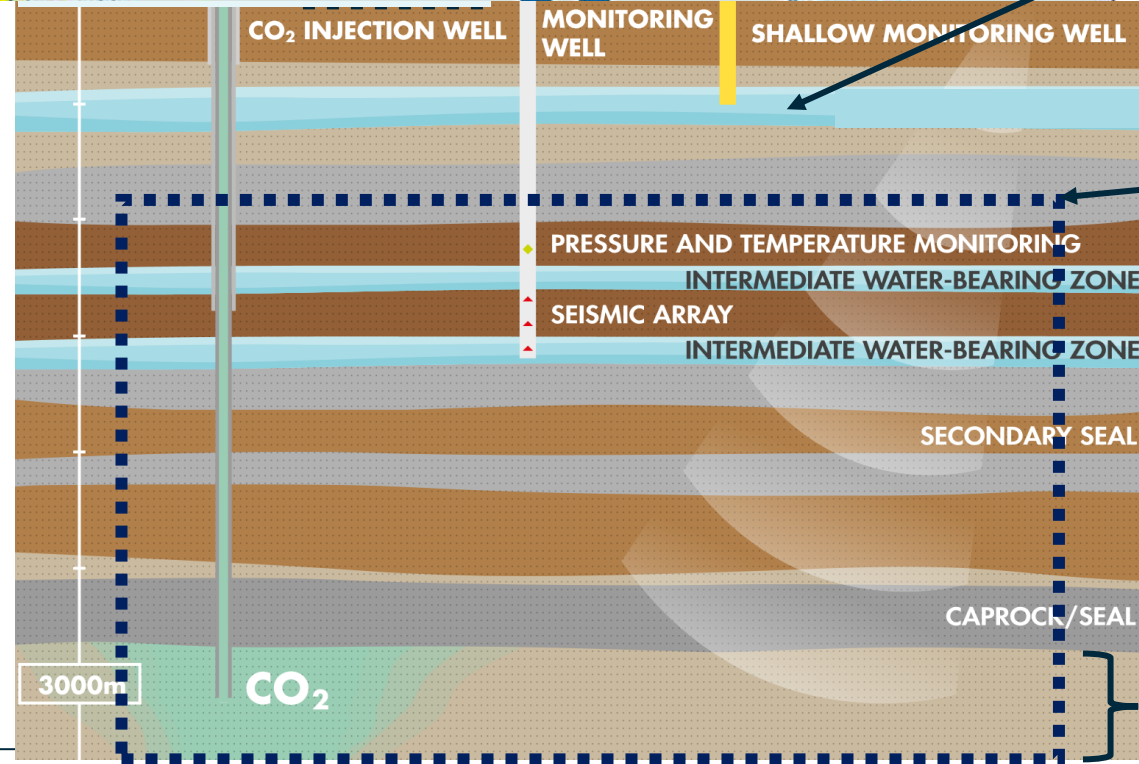 CO₂ INJECTION WELL
MONITORING
WELL
SHALLOW MONITORING WELL
PRESSURE AND TEMPERATURE MONITORING
INTERMEDIATE WATER-BEARING ZONE
SEISMIC ARRAY
INTERMEDIATE WATER-BEARING ZONE
SECONDARY SEAL
CAPROCK/SEAL
3000m
CO₂